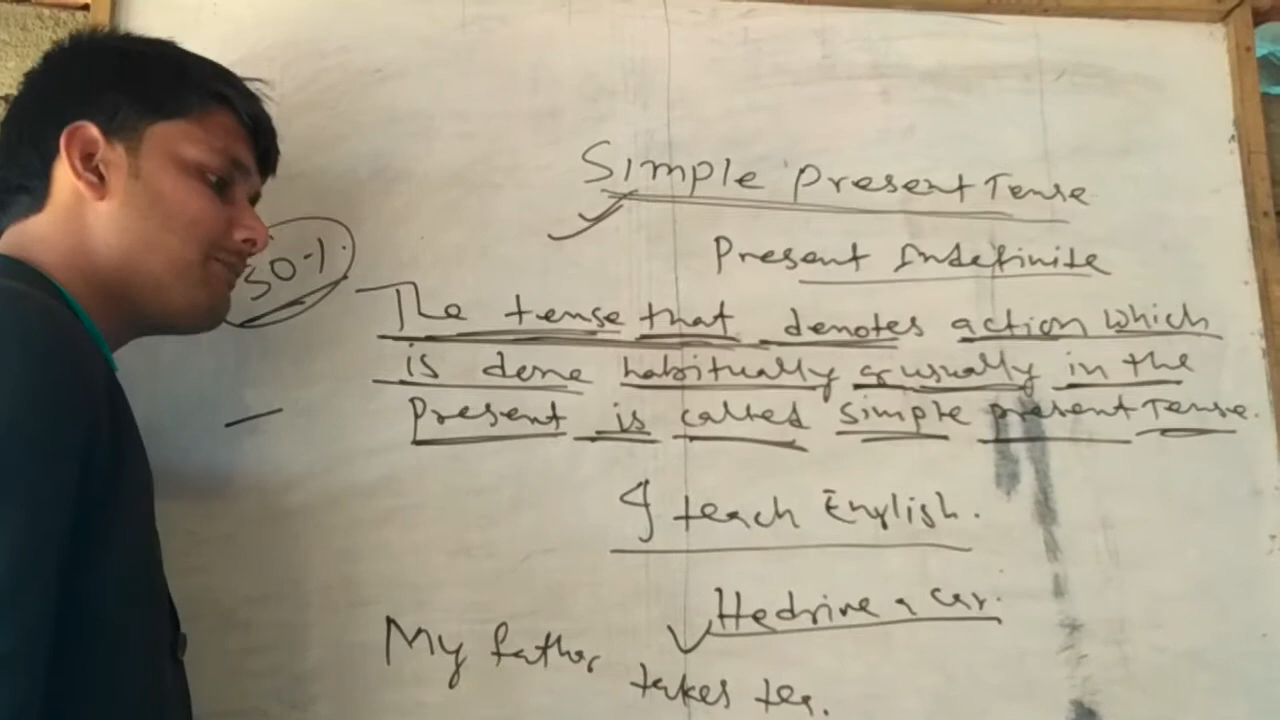 Simple Present Tense
Present Indefinite
50-1.
The tense that denotes action which
is done habitually or usually in the
Present is called simple present Tense.
I teach English.
He drive a car.
My father takes tea.